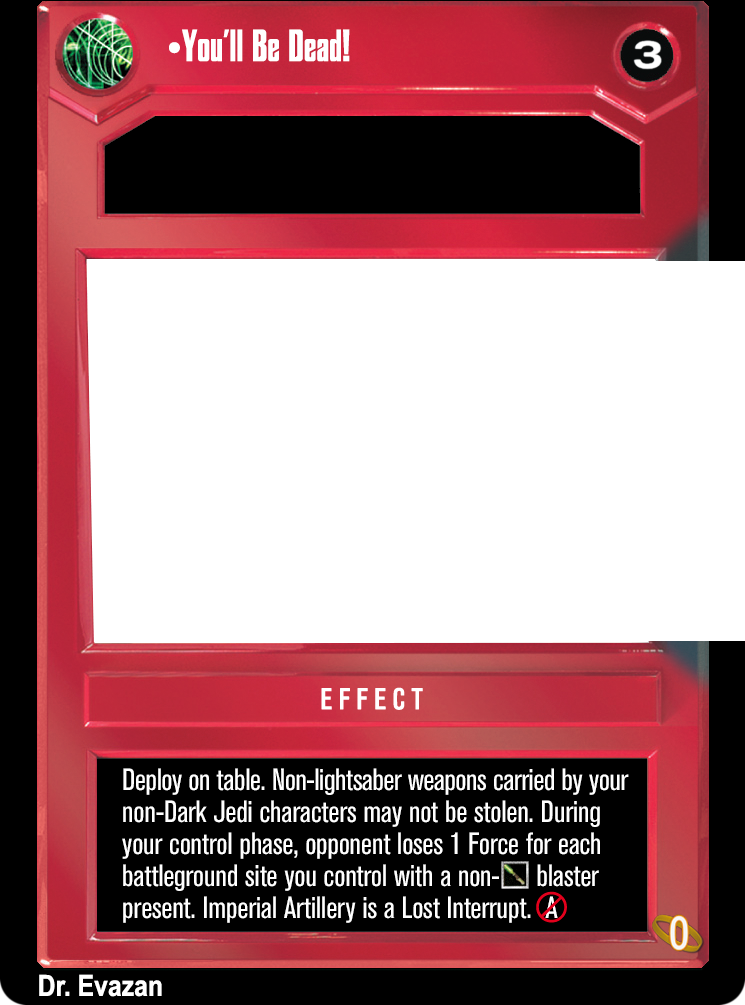 •You'll Be Dead!
3
EFFECT
Deploy on table. Non-lightsaber weapons carried by your
non-Dark Jedi characters may not be stolen. During
your control phase, opponent loses 1 Force for each
battleground site you control with a non- blaster
present. Imperial Artillery is a Lost Interrupt. A
0
Dr. Evazan